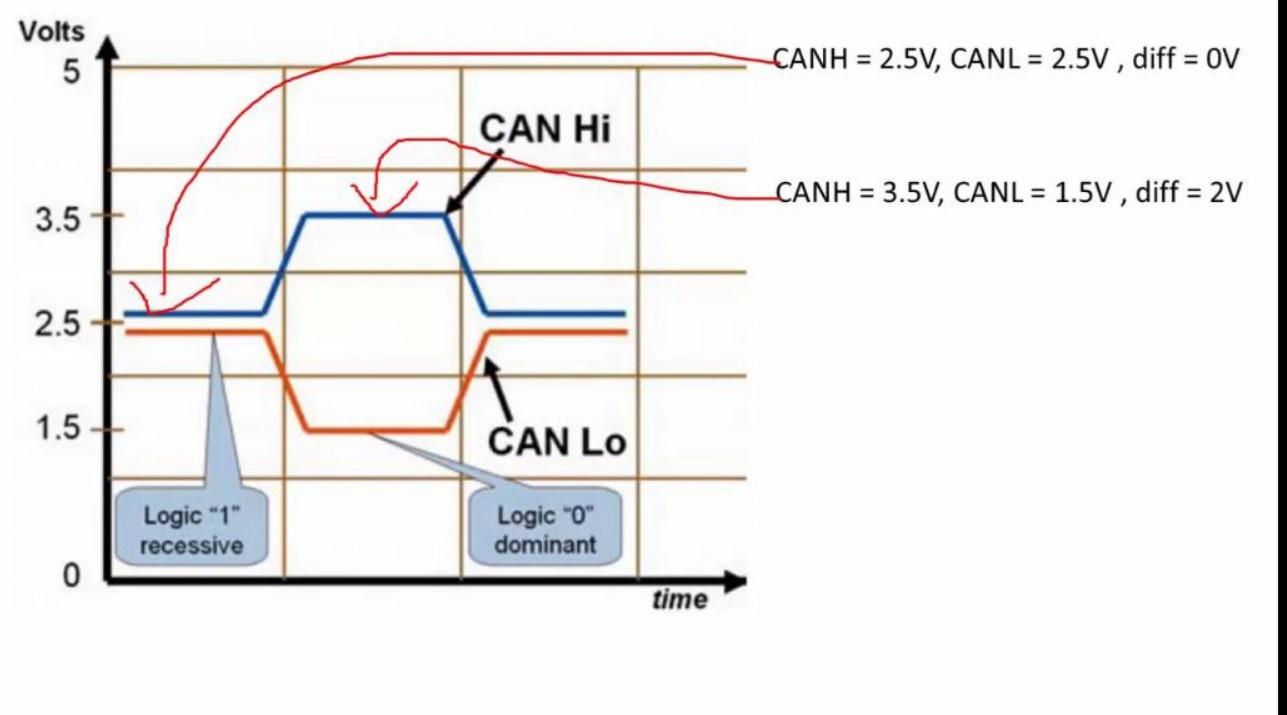 Volts
5
CANH = 2.5V, CANL = 2.5V , diff = 0V
CAN Hi
CANH = 3.5V, CANL = 1.5V , diff = 2V
3.5
2.5
1.5
CAN Lo
Logic “1”
recessive
Logic “0”
dominant
0
time